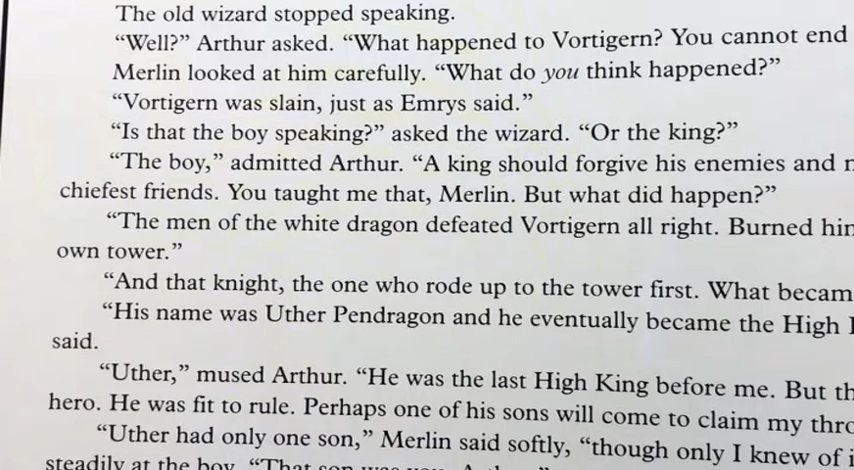 The old wizard stopped speaking.
“Well?” Arthur asked. “What happened to Vortigern? You cannot end
Merlin looked at him carefully. “What do you think happened?”
“Vortigern was slain, just as Emrys said.”
“Is that the boy speaking?” asked the wizard. “Or the king?”
“The boy,” admitted Arthur. “A king should forgive his enemies and
chiefest friends. You taught me that, Merlin. But what did happen?”
“The men of the white dragon defeated Vortigern all right. Burned
own tower.”
“And that knight, the one who rode up to the tower first. What
“His name was Uther Pendragon and he eventually became the High
said.
“Uther,” mused Arthur. “He was the last High King before me. But
hero. He was fit to rule. Perhaps one of his sons will come to claim my
“Uther had only one son,” Merlin said softly, “though only I knew of
steadily at the boy. “That son was